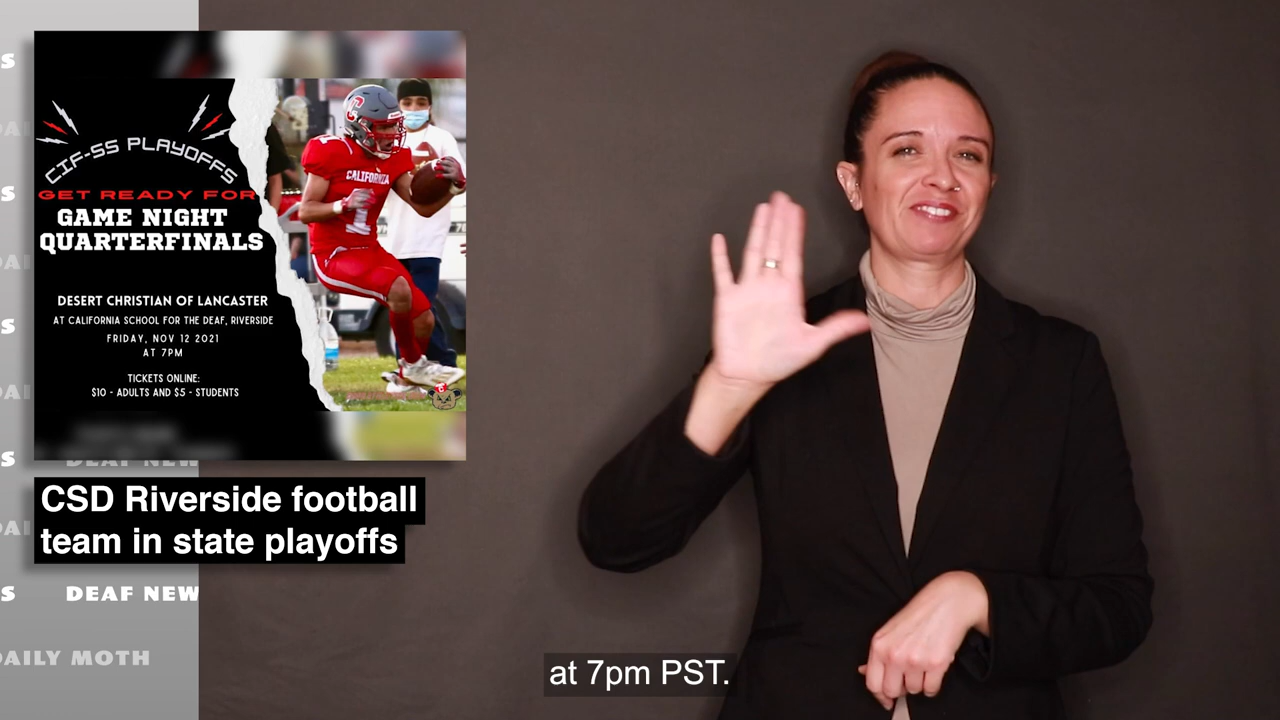 CIF-SS PLAYOFFS
GET READY FOR
GAME NIGHT
QUARTERFINALS
DESERT CHRISTIAN OF LANCASTER
AT CALIFORNIA SCHOOL FOR THE DEAF, RIVERSIDE
FRIDAY, NOV 12 2021
AT 7PM
TICKETS ONLINE:
$10 - ADULTS AND $5 - STUDENTS
CALIFORNIA
1
CSD Riverside football
team in state playoffs
DEAF NEW
DEAF NEW
DAILY MOTH
at 7pm PST.